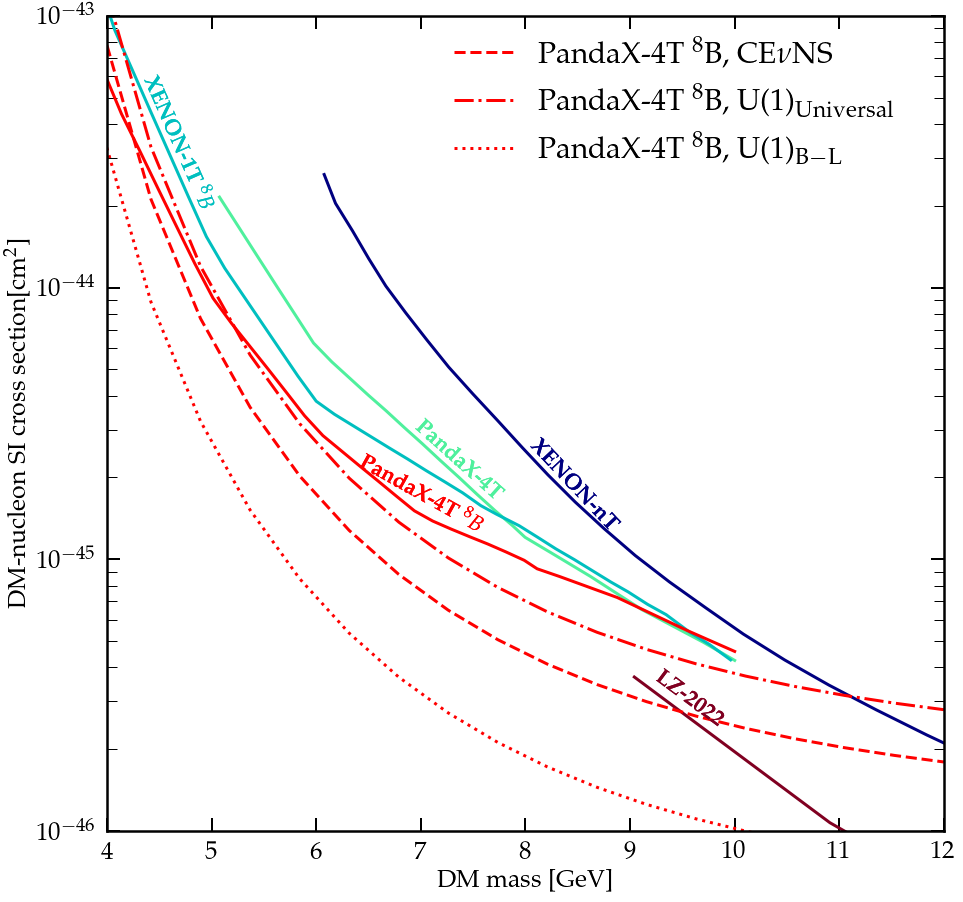 10⁻⁴³
10⁻⁴⁴
10⁻⁴⁵
10⁻⁴⁶
DM-nucleon SI cross section[cm²]
PandaX-4T ⁸B, CEνNS
PandaX-4T ⁸B, U(1)Universal
PandaX-4T ⁸B, U(1)B−L
XENON-1T ⁸B
PandaX-4T
PandaX-4T ⁸B
XENON-nT
LZ-2022
4 5 6 7 8 9 10 11 12
DM mass [GeV]